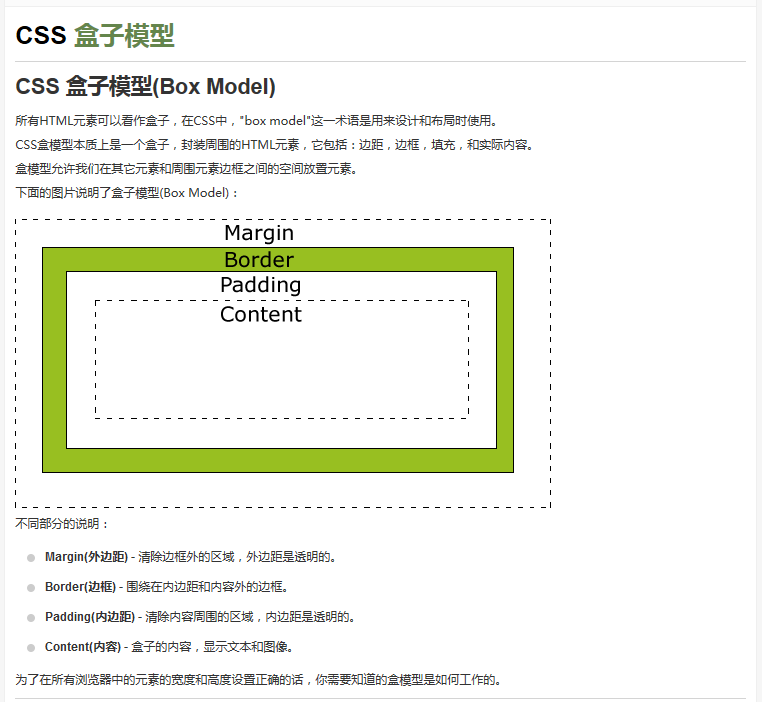 CSS 盒子模型
CSS 盒子模型(Box Model)
所有HTML元素可以看作盒子，在CSS中，"box model"这一术语是用来设计和布局时使用。
CSS盒模型本质上是一个盒子，封装周围的HTML元素，它包括：边距，边框，填充，和实际内容。
盒模型允许我们在其它元素和周围元素边框之间的空间放置元素。
下面的图片说明了盒子模型(Box Model)：
Margin
Border
Padding
Content
不同部分的说明：
Margin(外边距) - 清除边框外的区域，外边距是透明的。
Border(边框) - 围绕在内边距和内容外的边框。
Padding(内边距) - 清除内容周围的区域，内边距是透明的。
Content(内容) - 盒子的内容，显示文本和图像。
为了在所有浏览器中的元素的宽度和高度设置正确的话，你需要知道的盒模型是如何工作的。